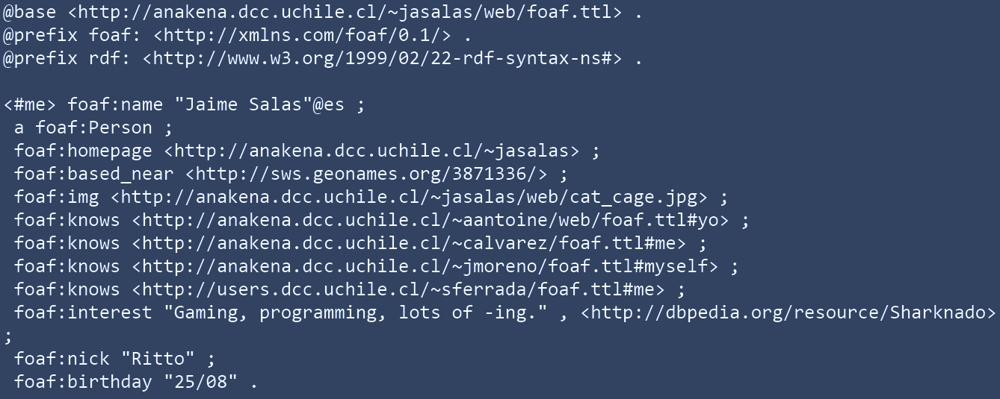 @base <http://anakena.dcc.uchile.cl/~jasalas/web/foaf.ttl> .
@prefix foaf: <http://xmlns.com/foaf/0.1/> .
@prefix rdf: <http://www.w3.org/1999/02/22-rdf-syntax-ns#> .

<#me> foaf:name "Jaime Salas"@es ;
 a foaf:Person ;
 foaf:homepage <http://anakena.dcc.uchile.cl/~jasalas> ;
 foaf:based_near <http://sws.geonames.org/3871336/> ;
 foaf:img <http://anakena.dcc.uchile.cl/~jasalas/web/cat_cage.jpg> ;
 foaf:knows <http://anakena.dcc.uchile.cl/~aantoine/web/foaf.ttl#yo> ;
 foaf:knows <http://anakena.dcc.uchile.cl/~calvarez/foaf.ttl#me> ;
 foaf:knows <http://anakena.dcc.uchile.cl/~jmoreno/foaf.ttl#myself> ;
 foaf:knows <http://users.dcc.uchile.cl/~sferrada/foaf.ttl#me> ;
 foaf:interest "Gaming, programming, lots of -ing." , <http://dbpedia.org/resource/Sharknado>
;
 foaf:nick "Ritto" ;
 foaf:birthday "25/08" .